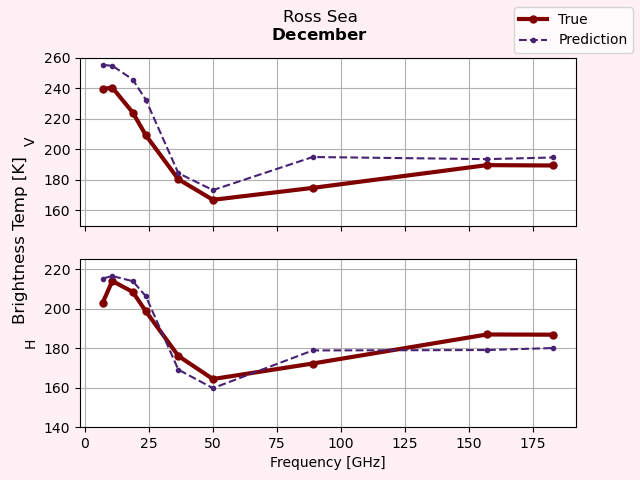 Ross Sea
December
True
Prediction
Brightness Temp [K]
V
260
240
220
200
180
160
H
220
200
180
160
140
0
25
50
75
100
125
150
175
Frequency [GHz]